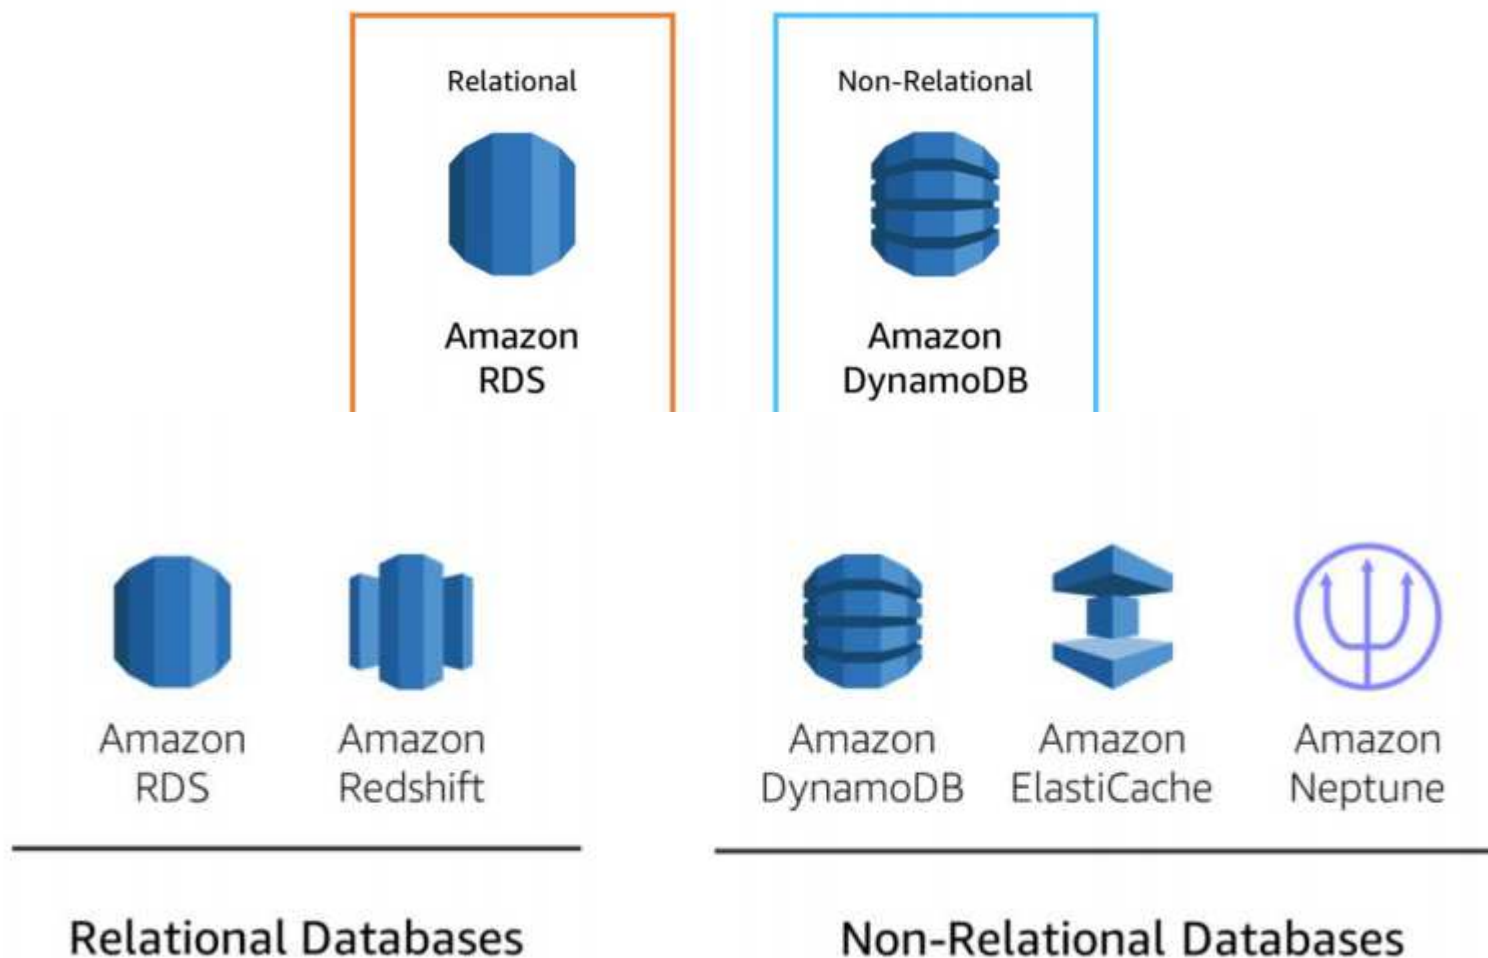 Relational
Non-Relational
Amazon
RDS
Amazon
DynamoDB
Amazon
RDS
Amazon
Redshift
Amazon
DynamoDB
Amazon
ElastiCache
Amazon
Neptune
Relational Databases
Non-Relational Databases